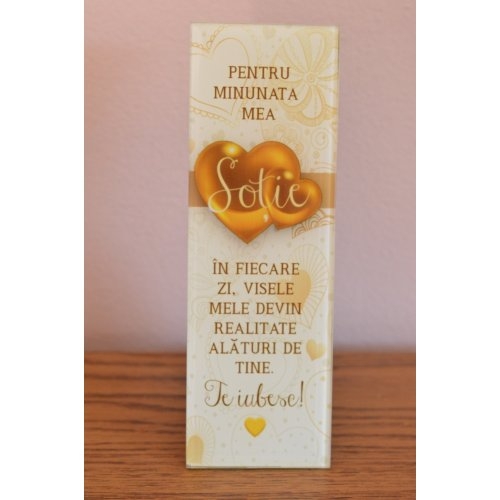 PENTRU
MINUNATA
MEA
Soție
ÎN FIECARE
ZI, VISELE
MELE DEVIN
REALITATE
ALĂTURI DE
TINE.
Te iubesc!